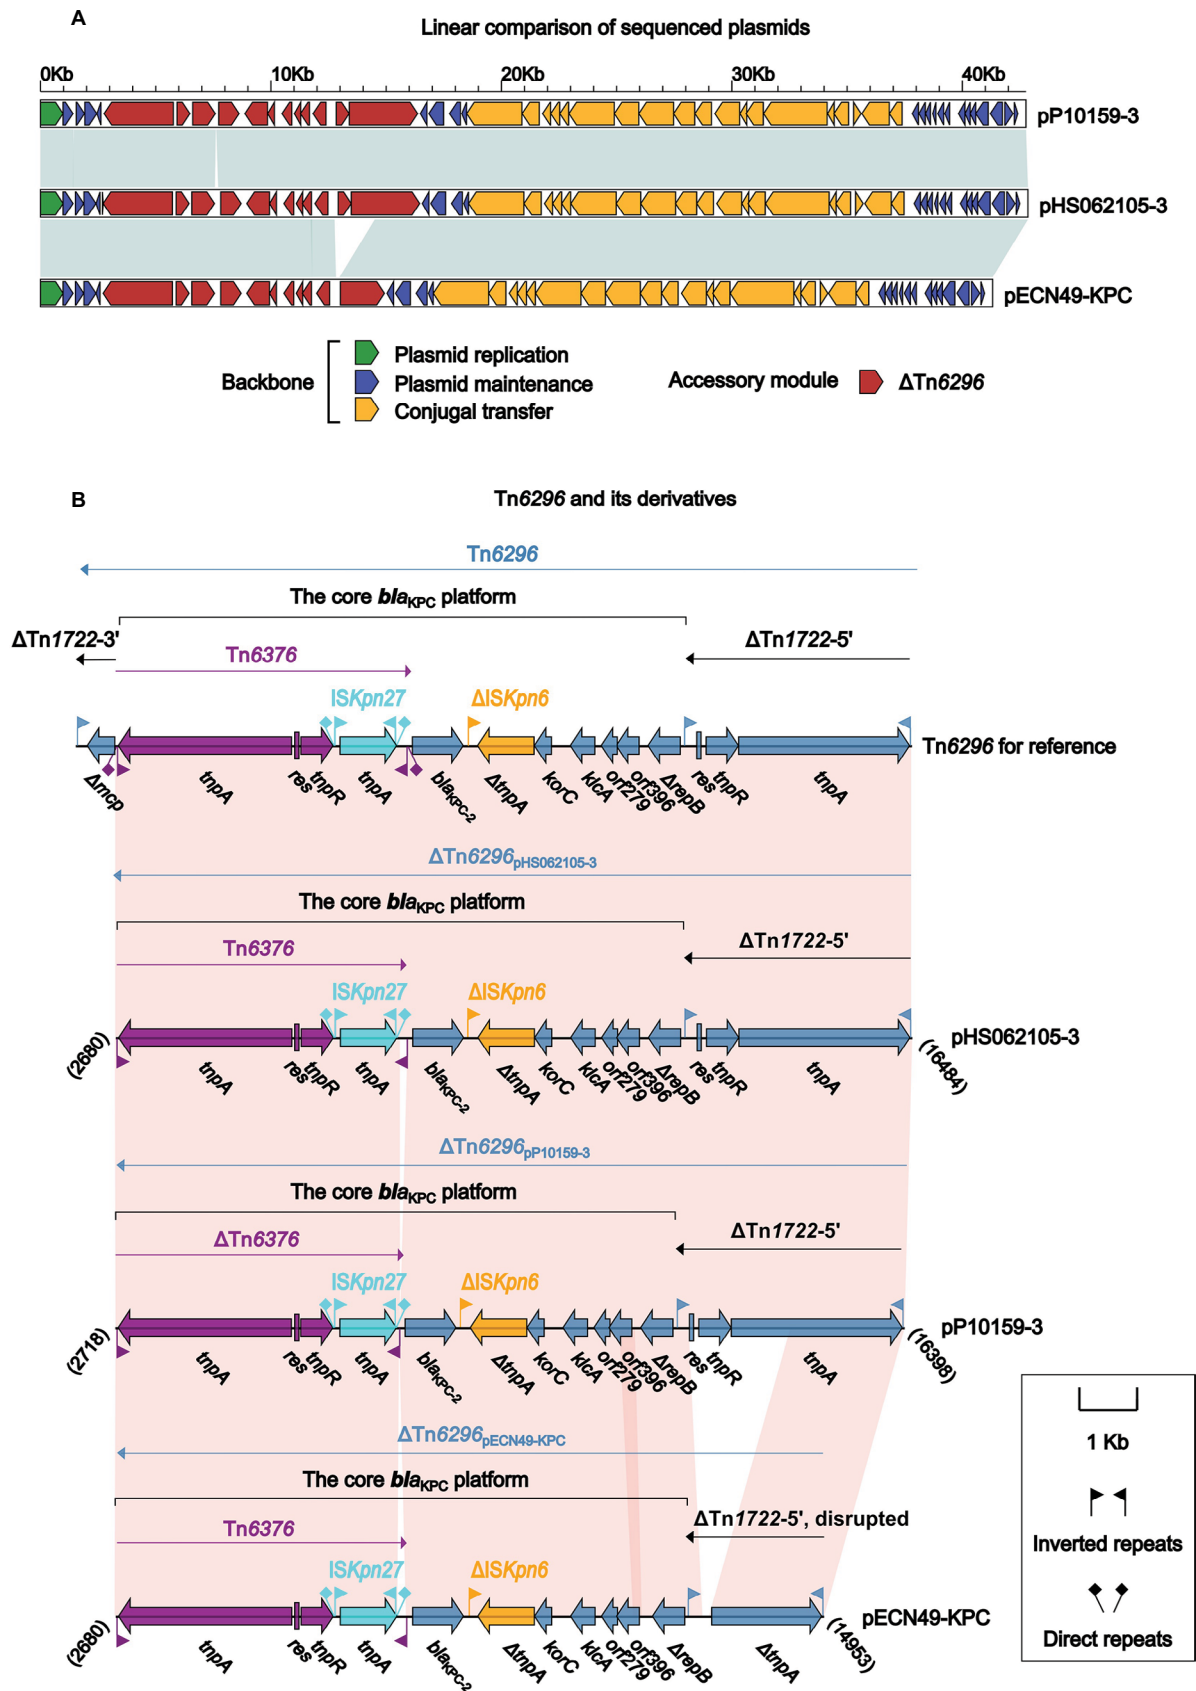 A
Linear comparison of sequenced plasmids
0Kb 10Kb 20Kb 30Kb 40Kb
pP10159-3
pHS062105-3
pECN49-KPC
Backbone
Plasmid replication
Plasmid maintenance
Conjugal transfer
Accessory module
ΔTn6296
B
Tn6296 and its derivatives
Tn6296
The core blaKPC platform
ΔTn1722-3' ΔTn1722-5'
Tn6376
ISKpn27 ΔISKpn6
Tn6296 for reference
Δmcp tnpA res tnpR tnpA blaKPC-2 ΔtnpA korC klcA orf279 orf396 ΔrepB res tnpR tnpA
ΔTn6296pHS062105-3
The core blaKPC platform
Tn6376 ΔTn1722-5'
ISKpn27 ΔISKpn6
pHS062105-3
(2680) tnpA res tnpR tnpA blaKPC-2 ΔtnpA korC klcA orf279 orf396 ΔrepB res tnpR tnpA (16484)
ΔTn6296pP10159-3
The core blaKPC platform
ΔTn6376 ΔTn1722-5'
ISKpn27 ΔISKpn6
pP10159-3
(2718) tnpA res tnpR tnpA blaKPC-2 ΔtnpA korC klcA orf279 orf396 ΔrepB res tnpR tnpA (16398)
ΔTn6296pECN49-KPC
The core blaKPC platform
Tn6376 ΔTn1722-5', disrupted
ISKpn27 ΔISKpn6
pECN49-KPC
(2680) tnpA res tnpR tnpA blaKPC-2 ΔtnpA korC klcA orf279 orf396 ΔrepB ΔtnpA (14953)
1 Kb
Inverted repeats
Direct repeats